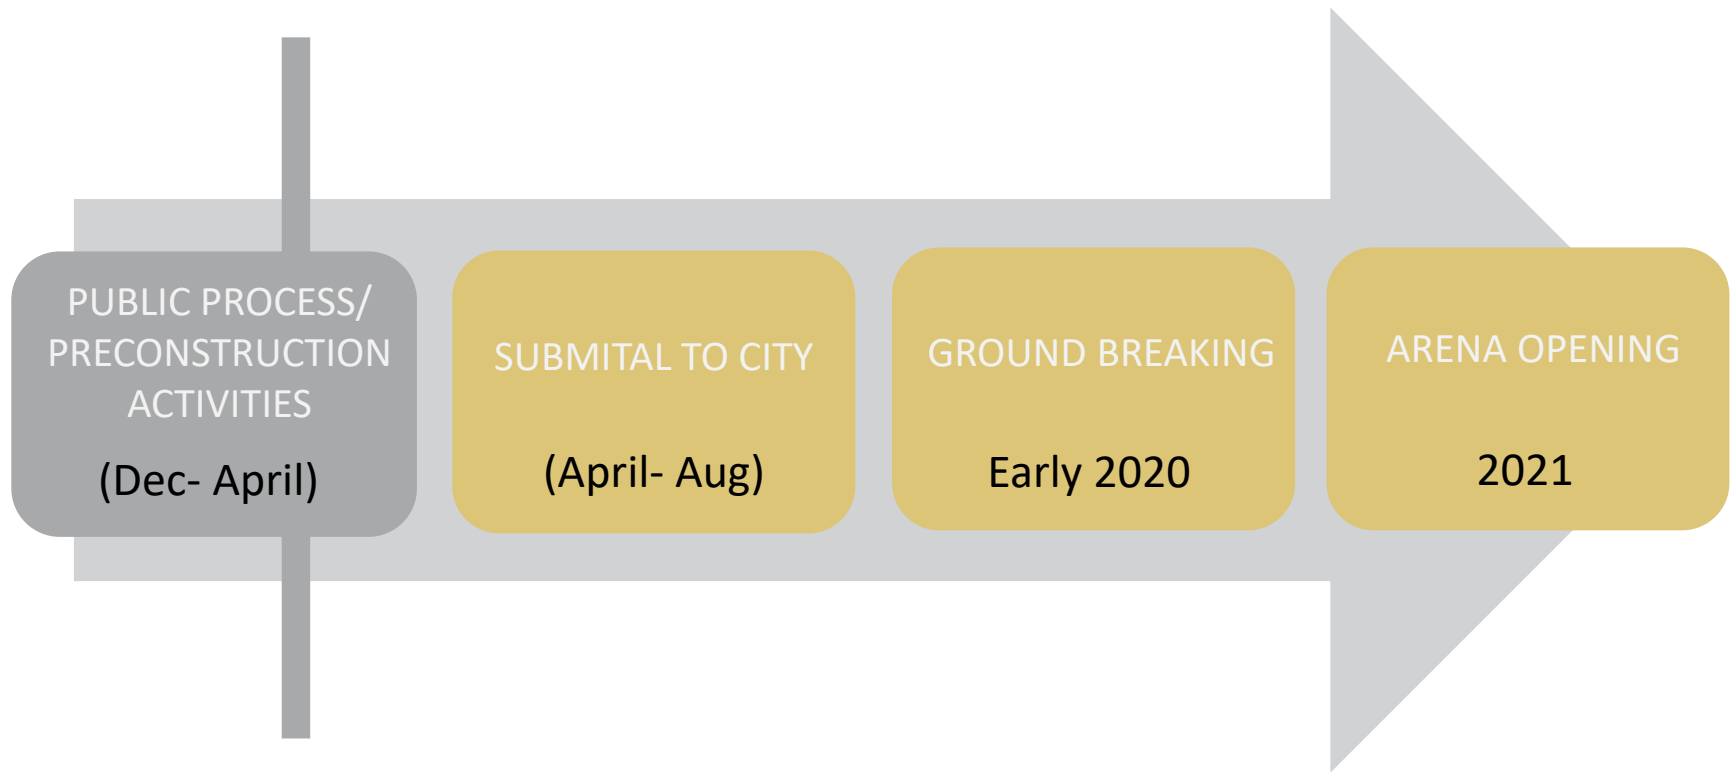 PUBLIC PROCESS/
PRECONSTRUCTION
ACTIVITIES
(Dec- April)
SUBMITAL TO CITY
(April- Aug)
GROUND BREAKING
Early 2020
ARENA OPENING
2021